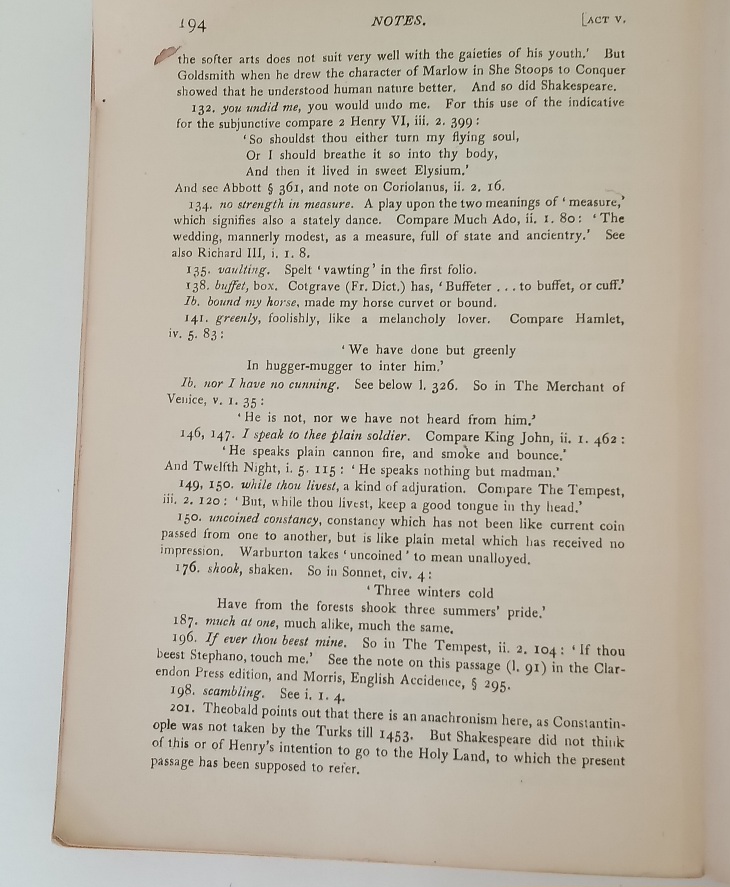 194 NOTES. [ACT V.
the softer arts does not suit very well with the gaieties of his youth.' But
Goldsmith when he drew the character of Marlow in She Stoops to Conquer
showed that he understood human nature better. And so did Shakespeare.
132. you undid me, you would undo me. For this use of the indicative
for the subjunctive compare 2 Henry VI, iii. 2. 399:
'So shouldst thou either turn my flying soul,
Or I should breathe it so into thy body,
And then it lived in sweet Elysium.'
And see Abbott § 361, and note on Coriolanus, ii. 2. 16.
134. no strength in measure. A play upon the two meanings of 'measure,'
which signifies also a stately dance. Compare Much Ado, ii. 1. 80: 'The
wedding, mannerly modest, as a measure, full of state and ancientry.' See
also Richard III, i. 1. 8.
135. vaulting. Spelt 'vawting' in the first folio.
138. buffet, box. Cotgrave (Fr. Dict.) has, 'Buffeter ... to buffet, or cuff.'
Ib. bound my horse, made my horse curvet or bound.
141. greenly, foolishly, like a melancholy lover. Compare Hamlet,
iv. 5. 83:
'We have done but greenly
In hugger-mugger to inter him.'
Ib. nor I have no cunning. See below l. 326. So in The Merchant of
Venice, v. 1. 35:
'He is not, nor we have not heard from him.'
146, 147. I speak to thee plain soldier. Compare King John, ii. 1. 462:
'He speaks plain cannon fire, and smoke and bounce.'
And Twelfth Night, i. 5. 115: 'He speaks nothing but madman.'
149, 150. while thou livest, a kind of adjuration. Compare The Tempest,
iii. 2. 120: 'But, while thou livest, keep a good tongue in thy head.'
150. uncoined constancy, constancy which has not been like current coin
passed from one to another, but is like plain metal which has received no
impression. Warburton takes 'uncoined' to mean unalloyed.
176. shook, shaken. So in Sonnet, civ. 4:
'Three winters cold
Have from the forests shook three summers' pride.'
187. much at one, much alike, much the same.
196. If ever thou beest mine. So in The Tempest, ii. 2. 104: 'If thou
beest Stephano, touch me.' See the note on this passage (l. 91) in the Clar-
endon Press edition, and Morris, English Accidence, § 295.
198. scambling. See i. 1. 4.
201. Theobald points out that there is an anachronism here, as Constantin-
ople was not taken by the Turks till 1453. But Shakespeare did not think
of this or of Henry's intention to go to the Holy Land, to which the present
passage has been supposed to refer.